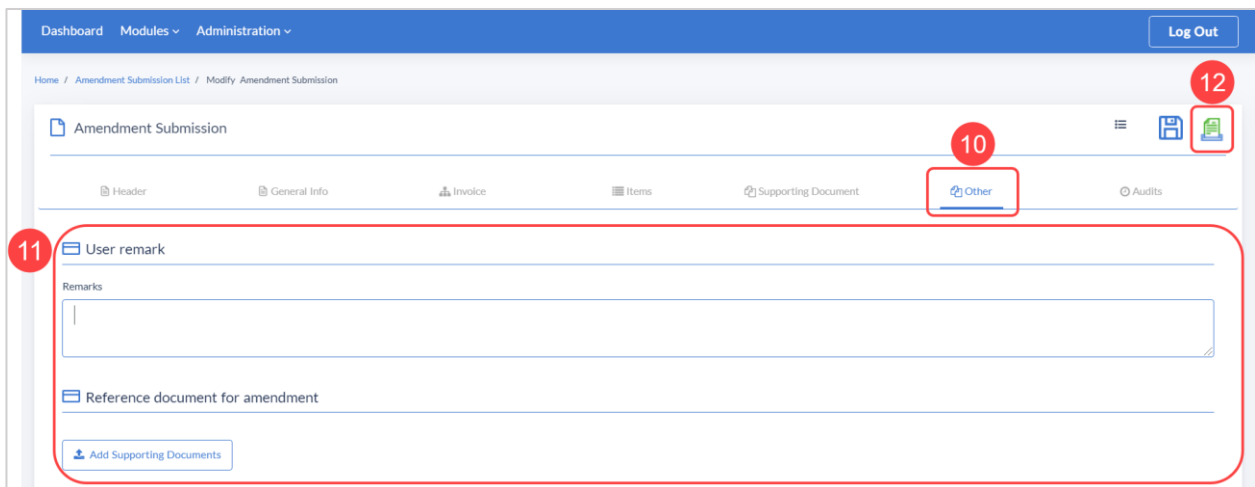 Dashboard Modules Administration Log Out
Home / Amendment Submission List / Modify Amendment Submission
12
Amendment Submission
10
Header General Info Invoice Items Supporting Document Other Audits
11
User remark
Remarks
Reference document for amendment
Add Supporting Documents